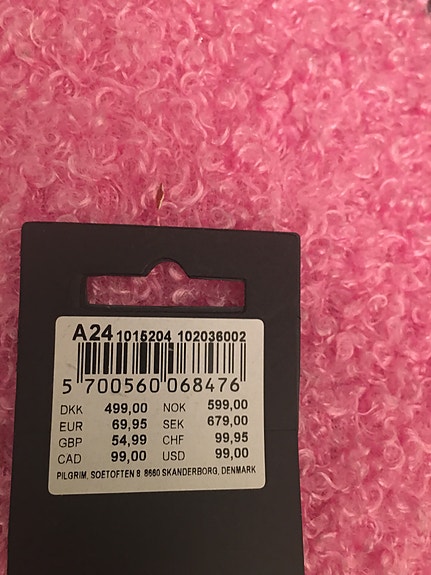 A24 1015204 102036002
5 700560 068476
DKK 499,00 NOK 599,00
EUR 69,95 SEK 679,00
GBP 54,99 CHF 99,95
CAD 99,00 USD 99,00
PILGRIM, SOETOFTEN 8 8660 SKANDERBORG, DENMARK